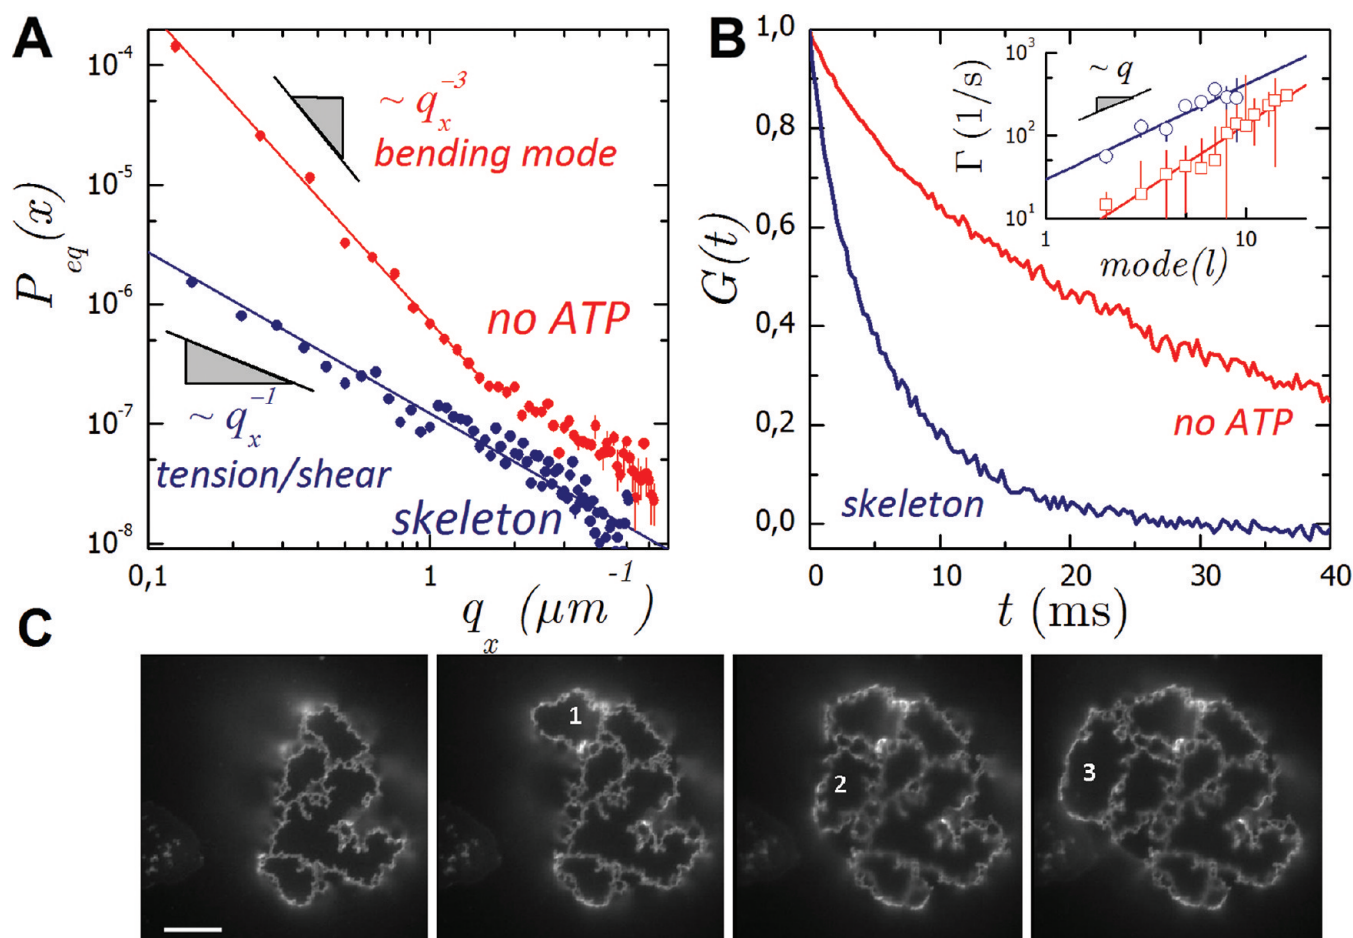 A
10^-4
10^-5
10^-6
10^-7
10^-8
P_eq(x)
~ q_x^-3
bending mode
no ATP
~ q_x^-1
tension/shear
skeleton
0,1
1
q_x (μm^-1)
B
1,0
0,8
0,6
0,4
0,2
0,0
G(t)
10^3
10^2
10^1
Γ (1/s)
~ q
1
10
mode(l)
no ATP
skeleton
0
10
20
30
40
t (ms)
C
1
2
3